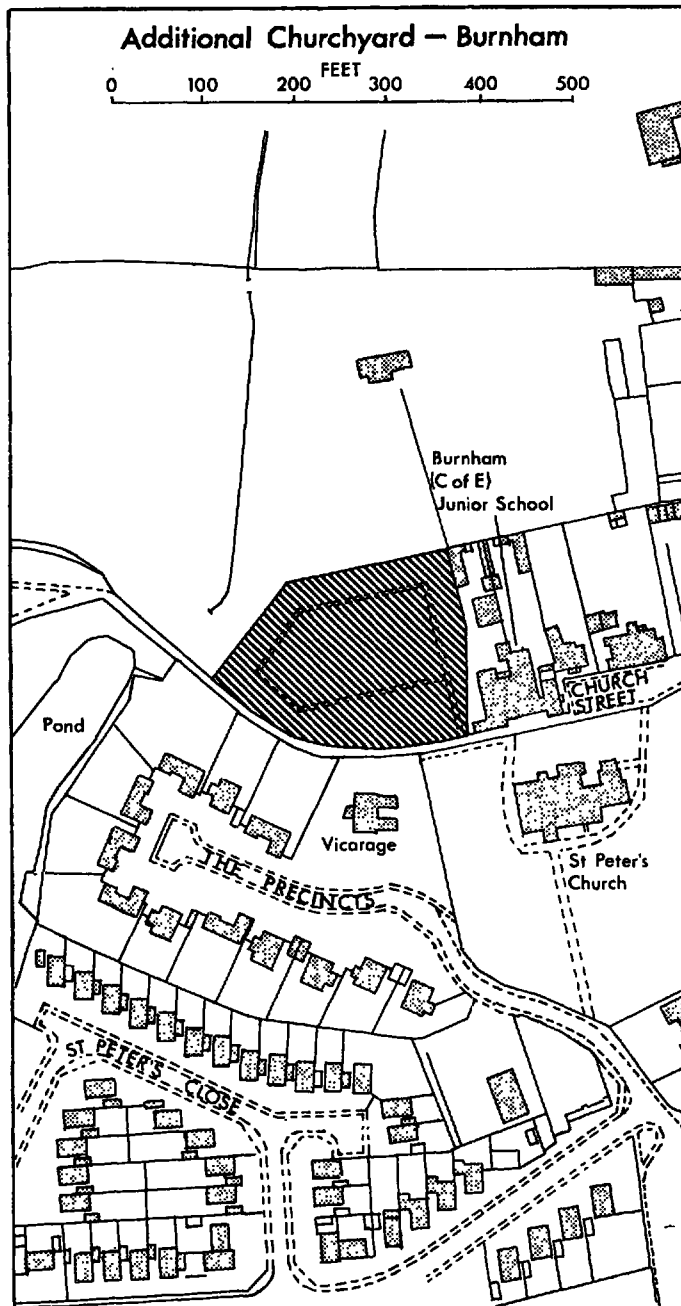 Additional Churchyard — Burnham
FEET
0 100 200 300 400 500
Burnham
(C of E)
Junior School
CHURCH
STREET
Pond
Vicarage
THE PRECINCTS
St Peter's
Church
ST. PETER'S CLOSE